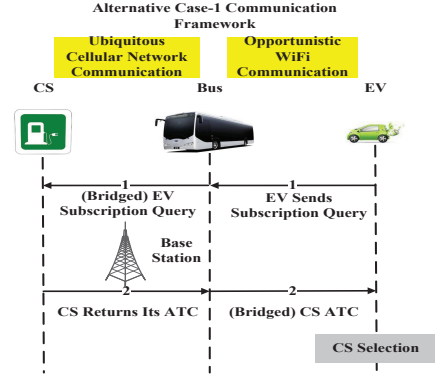 Alternative Case-1 Communication
Framework
Ubiquitous
Cellular Network
Communication
Opportunistic
WiFi
Communication
CS
Bus
EV
1
(Bridged) EV
Subscription Query
1
EV Sends
Subscription Query
Base
Station
2
CS Returns Its ATC
2
(Bridged) CS ATC
CS Selection